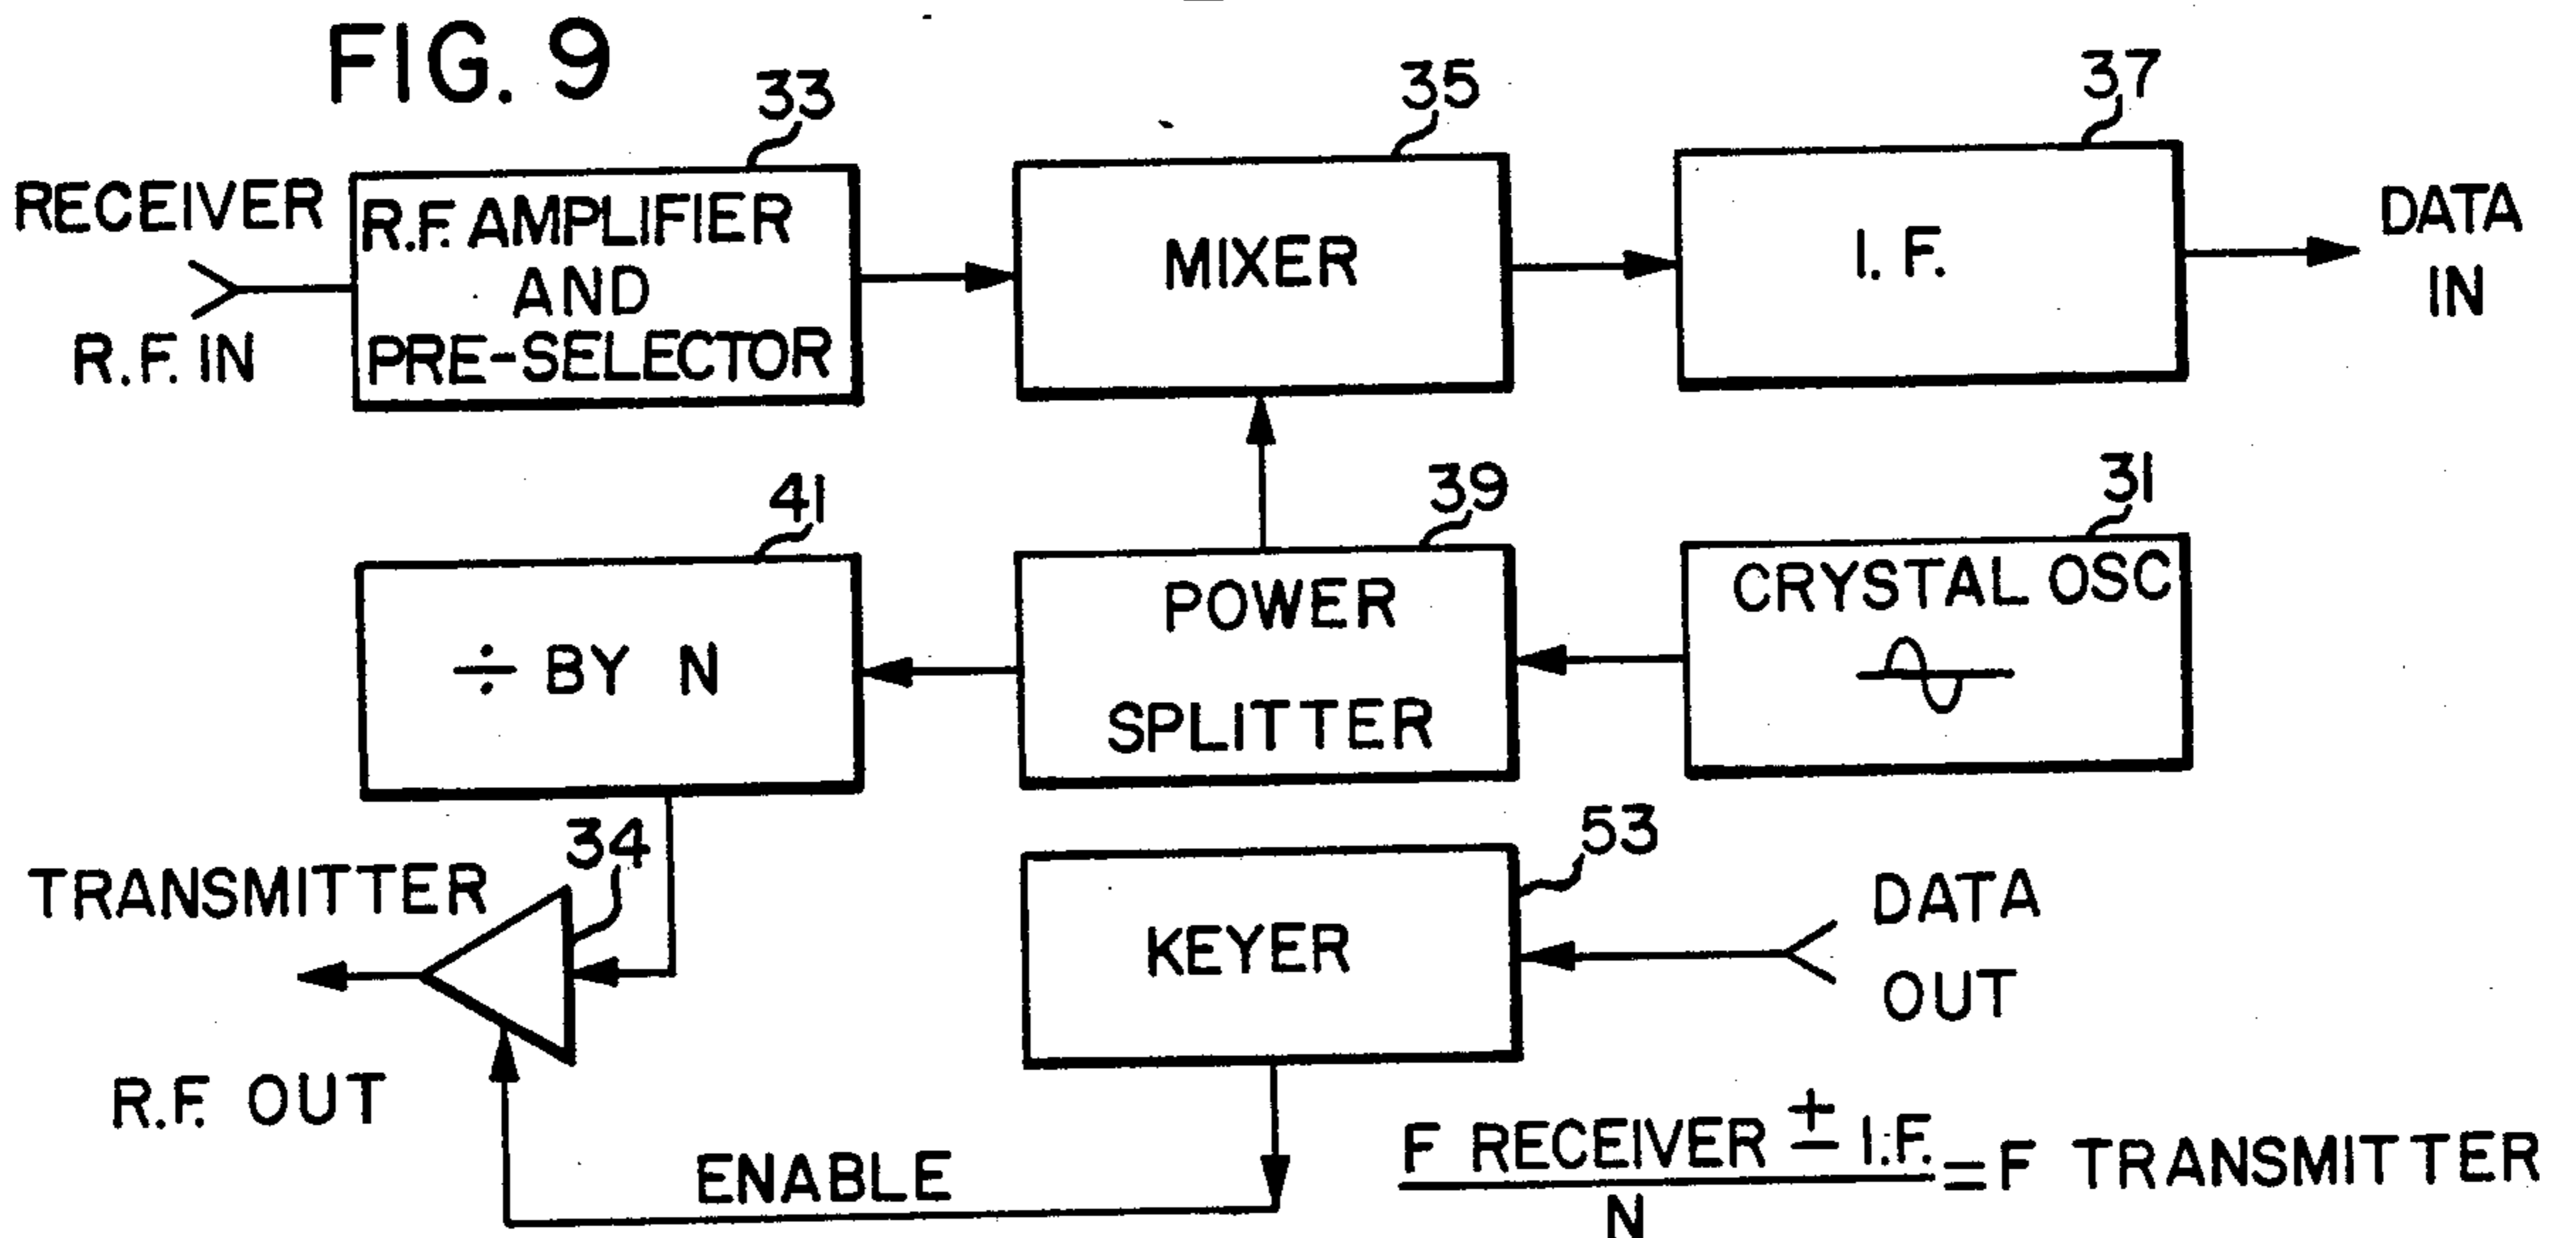 FIG. 9
33
35
37
RECEIVER
R.F. IN
R.F. AMPLIFIER
AND
PRE-SELECTOR
MIXER
I. F.
DATA
IN
41
39
31
÷ BY N
POWER
SPLITTER
CRYSTAL OSC
34
53
TRANSMITTER
R.F. OUT
KEYER
DATA
OUT
ENABLE
F RECEIVER ± I.F.
N
= F TRANSMITTER